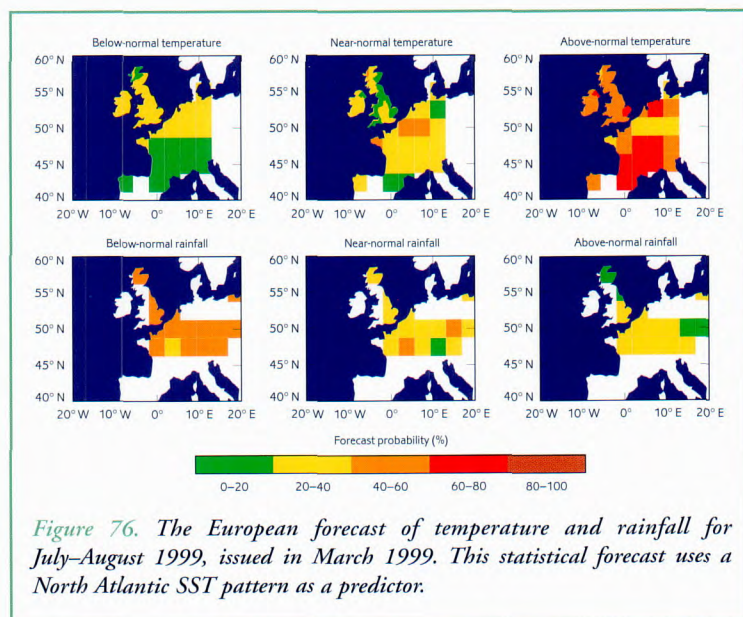 Below-normal temperature
Near-normal temperature
Above-normal temperature
60° N
55° N
50° N
45° N
40° N
20° W 10° W 0° 10° E 20° E
60° N
55° N
50° N
45° N
40° N
20° W 10° W 0° 10° E 20° E
60° N
55° N
50° N
45° N
40° N
20° W 10° W 0° 10° E 20° E
Below-normal rainfall
Near-normal rainfall
Above-normal rainfall
60° N
55° N
50° N
45° N
40° N
20° W 10° W 0° 10° E 20° E
60° N
55° N
50° N
45° N
40° N
20° W 10° W 0° 10° E 20° E
60° N
55° N
50° N
45° N
40° N
20° W 10° W 0° 10° E 20° E
Forecast probability (%)
0–20 20–40 40–60 60–80 80–100
Figure 76. The European forecast of temperature and rainfall for
July–August 1999, issued in March 1999. This statistical forecast uses a
North Atlantic SST pattern as a predictor.